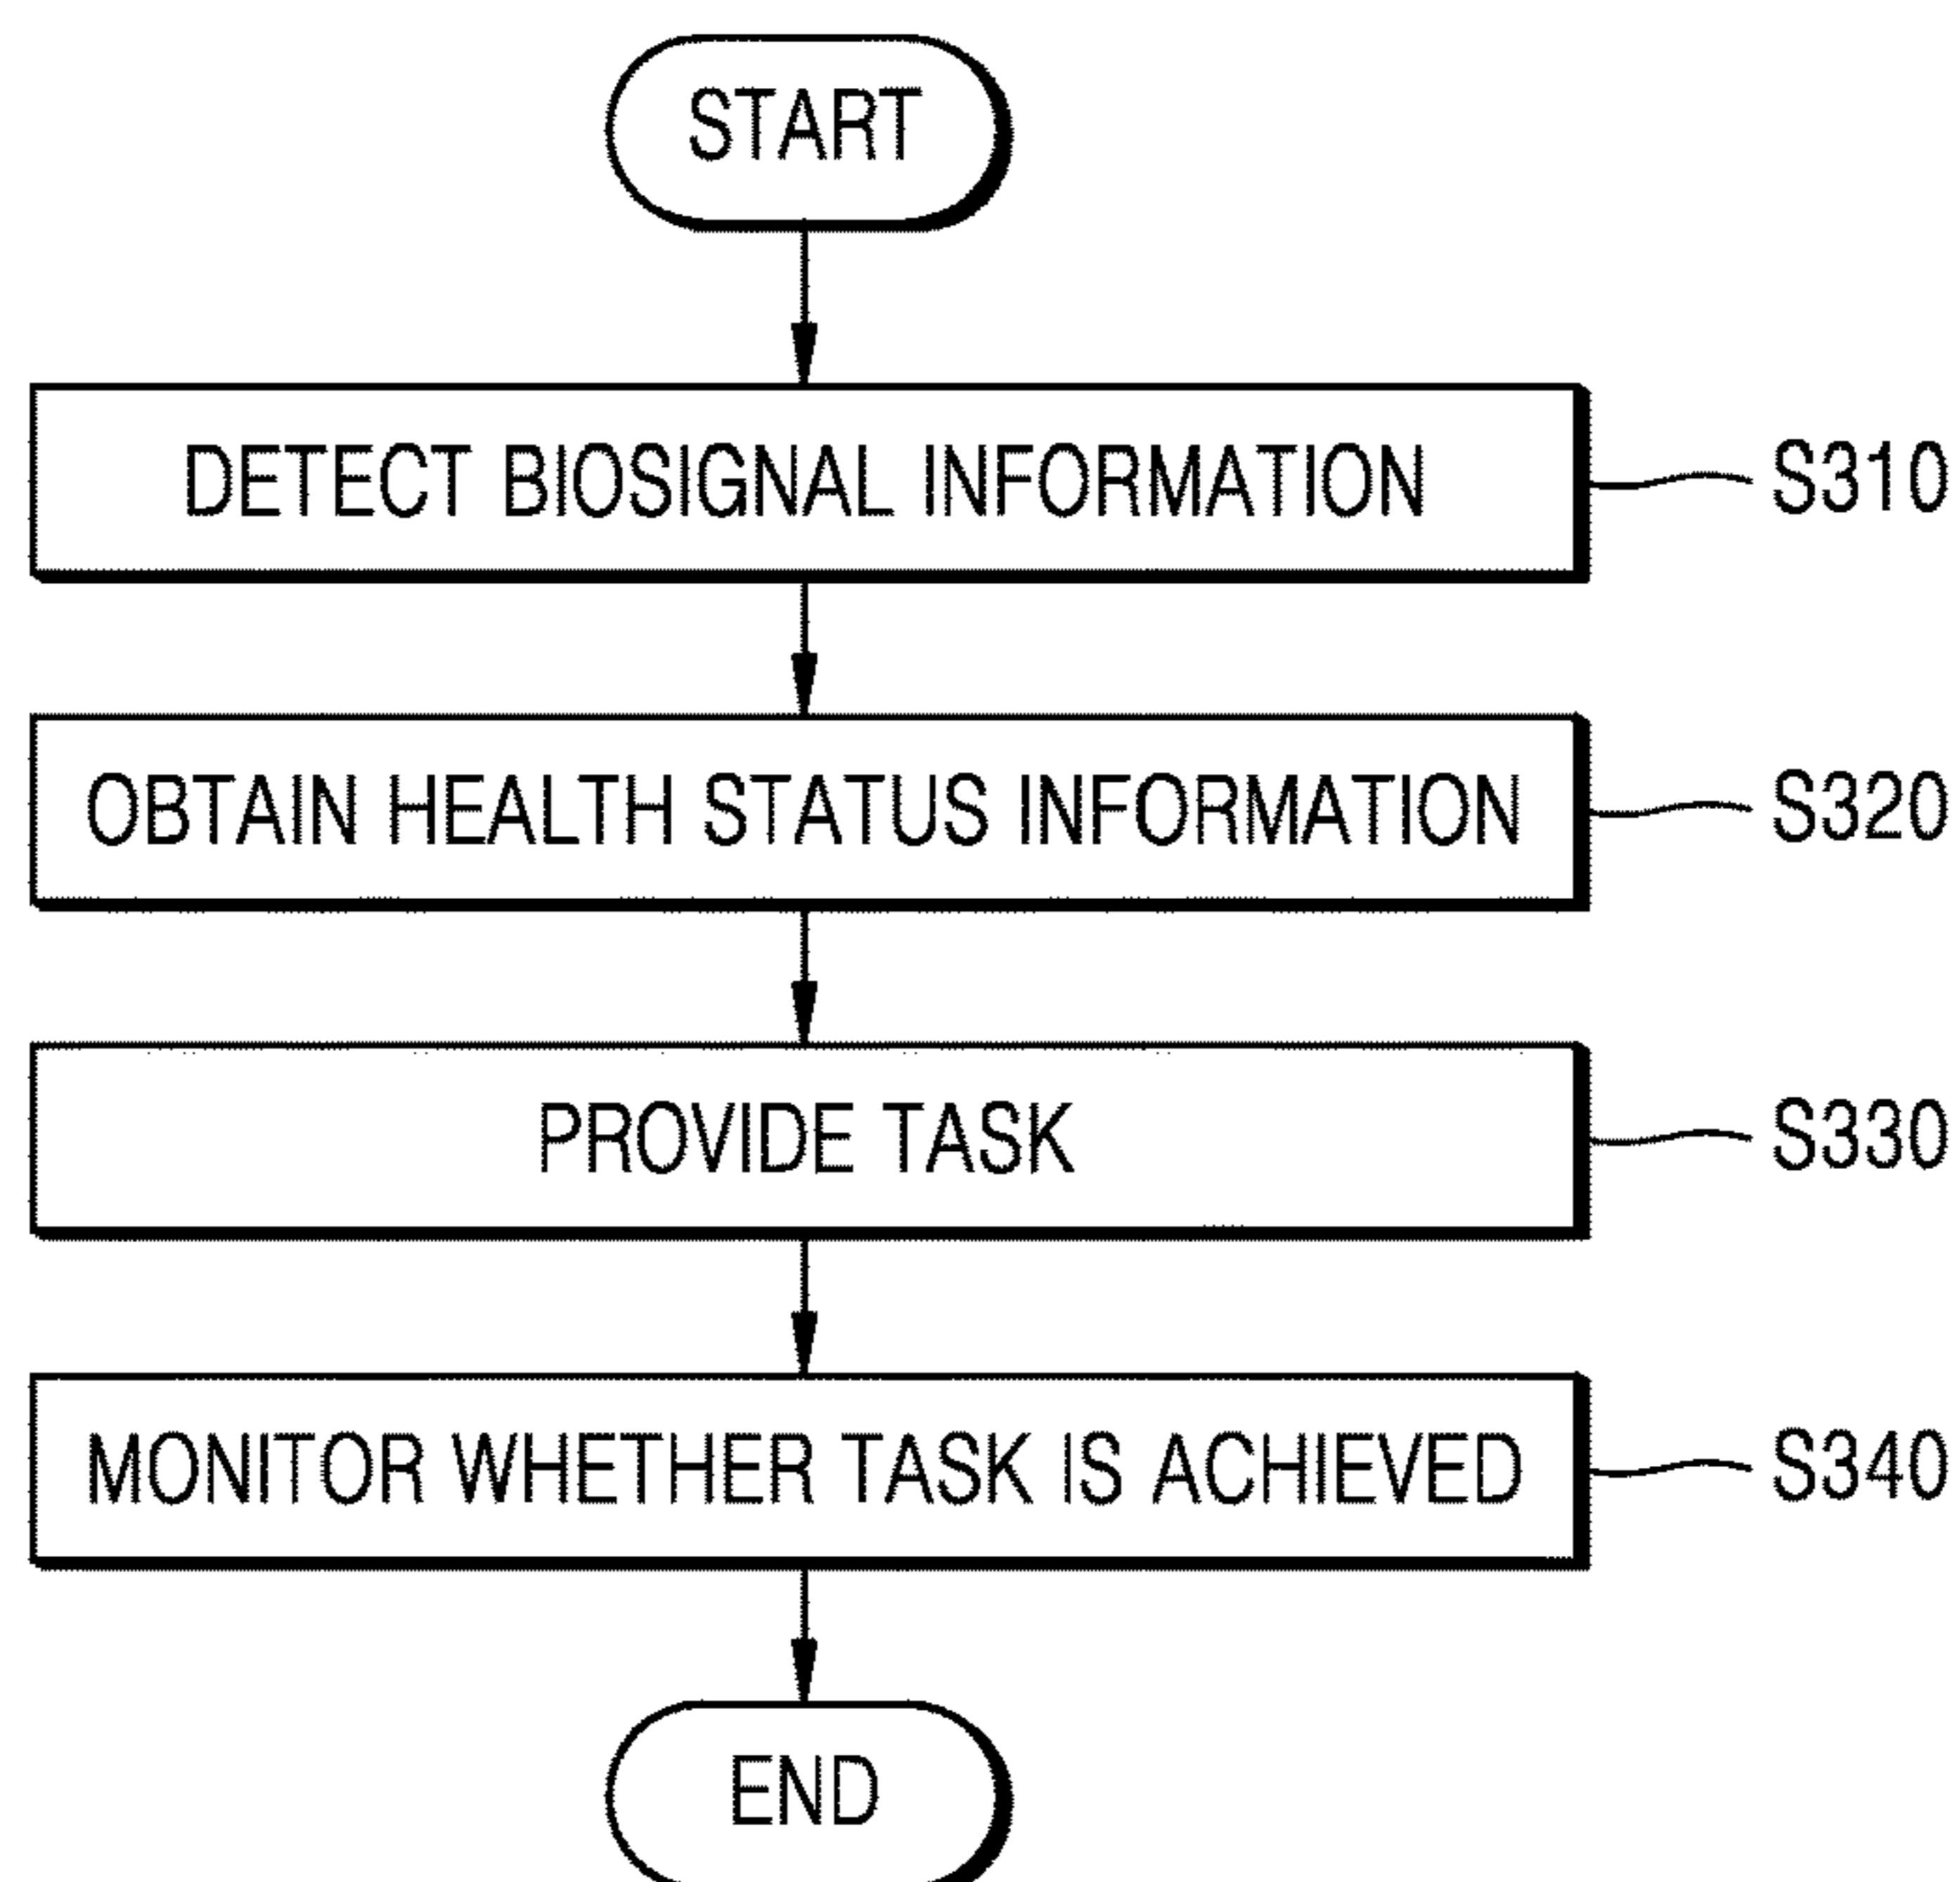 START
DETECT BIOSIGNAL INFORMATION S310
OBTAIN HEALTH STATUS INFORMATION S320
PROVIDE TASK S330
MONITOR WHETHER TASK IS ACHIEVED S340
END